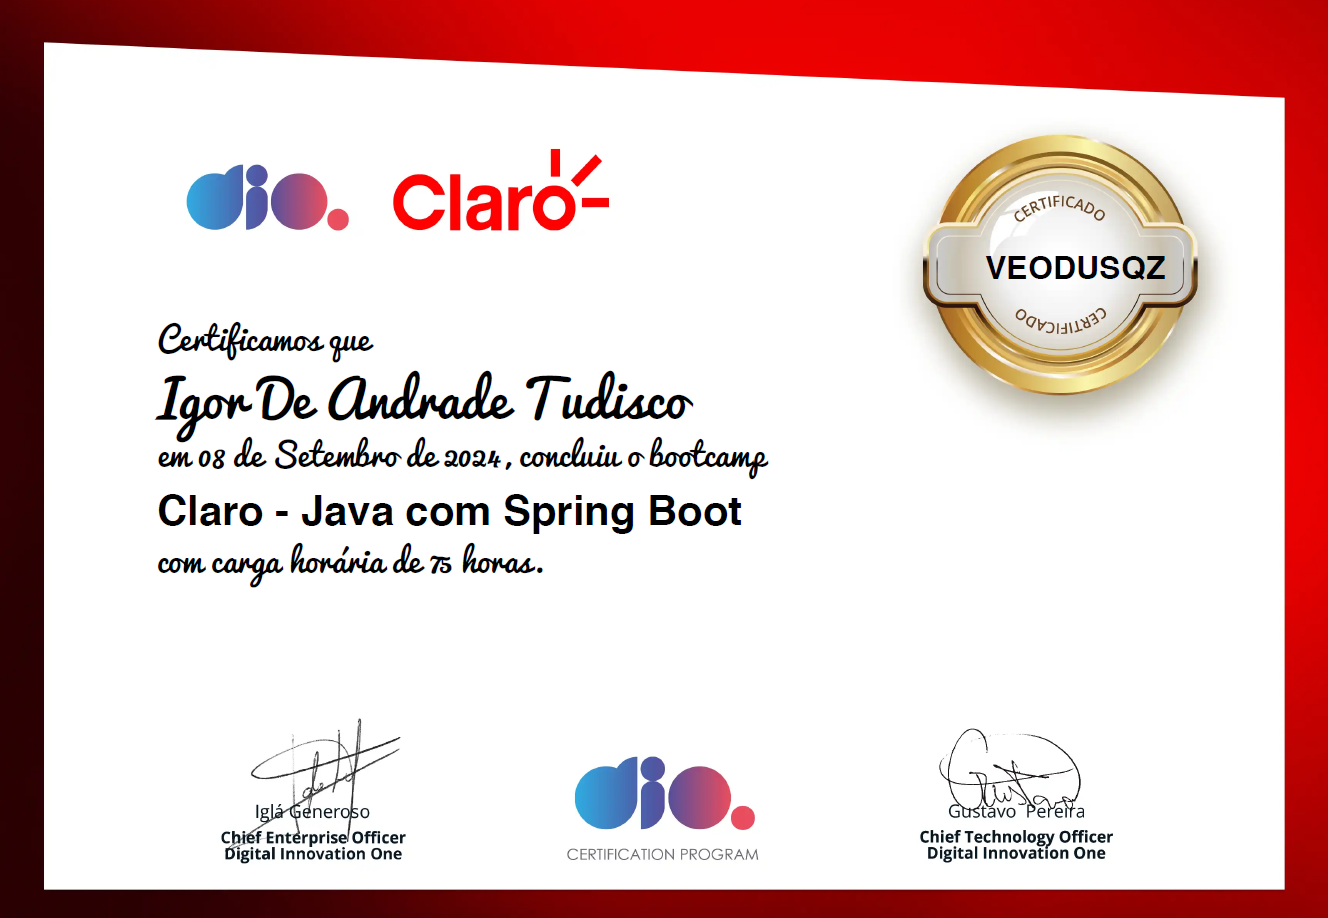 dio.
Claro
CERTIFICADO
VEODUSQZ
CERTIFICADO
Certificamos que
Igor De Andrade Tudisco
em 08 de Setembro de 2024, concluiu o bootcamp
Claro - Java com Spring Boot
com carga horária de 75 horas.
Iglá Generoso
Chief Enterprise Officer
Digital Innovation One
dio.
CERTIFICATION PROGRAM
Gustavo Pereira
Chief Technology Officer
Digital Innovation One